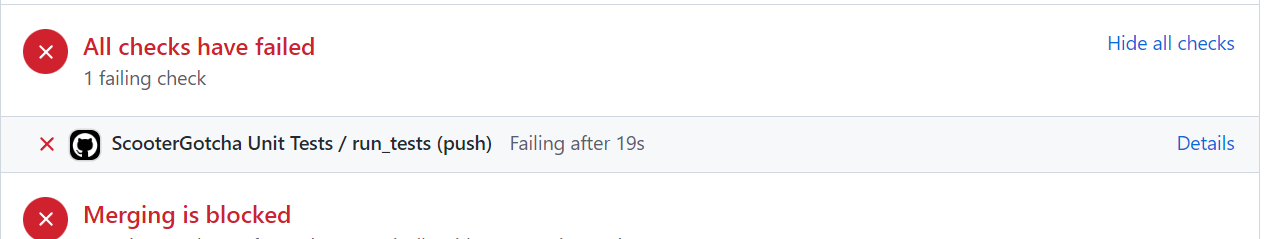 All checks have failed
Hide all checks
1 failing check
ScooterGotcha Unit Tests / run_tests (push) Failing after 19s
Details
Merging is blocked